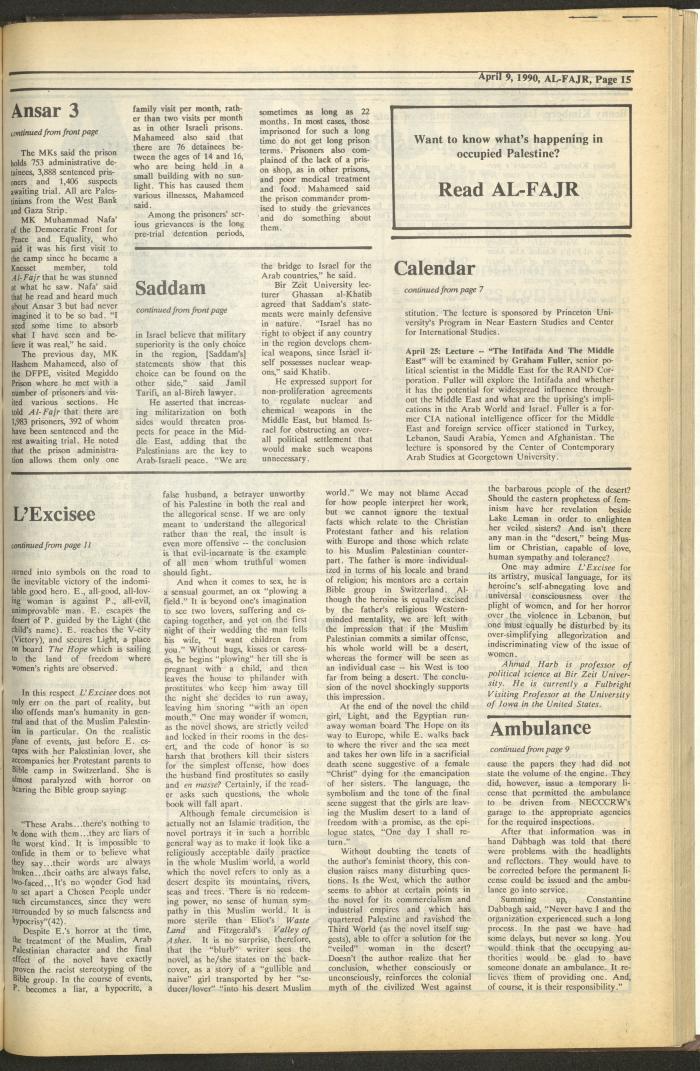 April 9, 1990, AL-FAJR, Page 15
Ansar 3
continued from front page
The MKs said the prison
holds 753 administrative de-
tainees, 3,888 sentenced pris-
oners and 1,406 suspects
awaiting trial. All are Pales-
tinians from the West Bank
and Gaza Strip.
MK Muhammad Nafa'
of the Democratic Front for
Peace and Equality, who
said it was his first visit to
the camp since he became a
Knesset member, told
Al-Fajr that he was stunned
at what he saw. Nafa' said
that he read and heard much
about Ansar 3 but had never
imagined it to be so bad. "I
need some time to absorb
what I have seen and be-
lieve it was real," he said.
The previous day, MK
Hashem Mahameed, also of
the DFPE, visited Megiddo
Prison where he met with a
number of prisoners and vis-
ited various sections. He
told Al-Fajr that there are
1,983 prisoners, 392 of whom
have been sentenced and the
rest awaiting trial. He noted
that the prison administra-
tion allows them only one
family visit per month, rath-
er than two visits per month
as in other Israeli prisons.
Mahameed also said that
there are 76 detainees be-
tween the ages of 14 and 16,
who are being held in a
small building with no sun-
light. This has caused them
various illnesses, Mahameed
said.
Among the prisoners' ser-
ious grievances is the long
pre-trial detention periods,
sometimes as long as 22
months. In most cases, those
imprisoned for such a long
time do not get long prison
terms. Prisoners also com-
plained of the lack of a pris-
on shop, as in other prisons,
and poor medical treatment
and food. Mahameed said
the prison commander prom-
ised to study the grievances
and do something about
them.
Want to know what's happening in
occupied Palestine?
Read AL-FAJR
Saddam
continued from front page
in Israel believe that military
superiority is the only choice
in the region, [Saddam's]
statements show that this
choice can be found on the
other side," said Jamil
Tarifi, an al-Bireh lawyer.
He asserted that increas-
ing militarization on both
sides would threaten pros-
pects for peace in the Mid-
dle East, adding that the
Palestinians are the key to
Arab-Israeli peace. "We are
the bridge to Israel for the
Arab countries," he said.
Bir Zeit University lec-
turer Ghassan al-Khatib
agreed that Saddam's state-
ments were mainly defensive
in nature. "Israel has no
right to object if any country
in the region develops chem-
ical weapons, since Israel it-
self possesses nuclear weap-
ons," said Khatib.
He expressed support for
non-proliferation agreements
to regulate nuclear and
chemical weapons in the
Middle East, but blamed Is-
rael for obstructing an over-
all political settlement that
would make such weapons
unnecessary.
Calendar
continued from page 7
stitution. The lecture is sponsored by Princeton Uni-
versity's Program in Near Eastern Studies and Center
for International Studies.
April 25: Lecture -- "The Intifada And The Middle
East" will be examined by Graham Fuller, senior po-
litical scientist in the Middle East for the RAND Cor-
poration. Fuller will explore the Intifada and whether
it has the potential for widespread influence through-
out the Middle East and what are the uprising's impli-
cations in the Arab World and Israel. Fuller is a for-
mer CIA national intelligence officer for the Middle
East and foreign service officer stationed in Turkey,
Lebanon, Saudi Arabia, Yemen and Afghanistan. The
lecture is sponsored by the Center of Contemporary
Arab Studies at Georgetown University.
L'Excisee
continued from page 11
turned into symbols on the road to
the inevitable victory of the indomi-
table good hero. E., all-good, all-lov-
ing woman is against P., all-evil,
unimprovable man. E. escapes the
desert of P. guided by the Light (the
child's name). E. reaches the V-city
(Victory), and secures Light, a place
on board The Hope which is sailing
to the land of freedom where
women's rights are observed.
In this respect L'Excisee does not
only err on the part of reality, but
also offends man's humanity in gen-
eral and that of the Muslim Palestin-
ian in particular. On the realistic
plane of events, just before E. es-
capes with her Palestinian lover, she
accompanies her Protestant parents to
Bible camp in Switzerland. She is
almost paralyzed with horror on
hearing the Bible group saying:
"These Arabs...there's nothing to
be done with them...they are liars of
the worst kind. It is impossible to
confide in them or to believe what
they say...their words are always
broken...their oaths are always false,
two-faced...It's no wonder God had
to set apart a Chosen People under
such circumstances, since they were
surrounded by so much falseness and
hypocrisy"(42).
Despite E.'s horror at the time,
the treatment of the Muslim, Arab
Palestinian character and the final
effect of the novel have exactly
proven the racist stereotyping of the
Bible group. In the course of events,
P. becomes a liar, a hypocrite, a
false husband, a betrayer unworthy
of his Palestine in both the real and
the allegorical sense. If we are only
meant to understand the allegorical
rather than the real, the insult is
even more offensive -- the conclusion
is that evil-incarnate is the example
of all men whom truthful women
should fight.
And when it comes to sex, he is
a sensual gourmet, an ox "plowing a
field." It is beyond one's imagination
to see two lovers, suffering and es-
caping together, and yet on the first
night of their wedding the man tells
his wife, "I want children from
you." Without hugs, kisses or caress-
es, he begins "plowing" her till she is
pregnant with a child, and then
leaves the house to philander with
prostitutes who keep him away till
the night she decides to run away,
leaving him snoring "with an open
mouth." One may wonder if women,
as the novel shows, are strictly veiled
and locked in their rooms in the des-
ert, and the code of honor is so
harsh that brothers kill their sisters
for the simplest offense, how does
the husband find prostitutes so easily
and en masse? Certainly, if the read-
er asks such questions, the whole
book will fall apart.
Although female circumcision is
actually not an Islamic tradition, the
novel portrays it in such a horrible
general way as to make it look like a
religiously acceptable daily practice
in the whole Muslim world, a world
which the novel refers to only as a
desert despite its mountains, rivers,
seas and trees. There is no redeem-
ing power, no sense of human sym-
pathy in this Muslim world. It is
more sterile than Eliot's Waste
Land and Fitzgerald's Valley of
Ashes. It is no surprise, therefore,
that the "blurb" writer sees the
novel, as he/she states on the back-
cover, as a story of a "gullible and
naive" girl transported by her "se-
ducer/lover" "into his desert Muslim
world." We may not blame Accad
for how people interpret her work,
but we cannot ignore the textual
facts which relate to the Christian
Protestant father and his relation
with Europe and those which relate
to his Muslim Palestinian counter-
part. The father is more individual-
ized in terms of his locale and brand
of religion; his mentors are a certain
Bible group in Switzerland. Al-
though the heroine is equally excised
by the father's religious Western-
minded mentality, we are left with
the impression that if the Muslim
Palestinian commits a similar offense,
his whole world will be a desert,
whereas the former will be seen as
an individual case -- his West is too
far from being a desert. The conclu-
sion of the novel shockingly supports
this impression.
At the end of the novel the child
girl, Light, and the Egyptian run-
away woman board The Hope on its
way to Europe, while E. walks back
to where the river and the sea meet
and takes her own life in a sacrificial
death scene suggestive of a female
"Christ" dying for the emancipation
of her sisters. The language, the
symbolism and the tone of the final
scene suggest that the girls are leav-
ing the Muslim desert to a land of
freedom with a promise, as the epi-
logue states, "One day I shall re-
turn."
Without doubting the tenets of
the author's feminist theory, this con-
clusion raises many disturbing ques-
tions. Is the West, which the author
seems to abhor at certain points in
the novel for its commercialism and
industrial empires and which has
quartered Palestine and ravished the
Third World (as the novel itself sug-
gests), able to offer a solution for the
"veiled" woman in the desert?
Doesn't the author realize that her
conclusion, whether consciously or
unconsciously, reinforces the colonial
myth of the civilized West against
the barbarous people of the desert?
Should the eastern prophetess of fem-
inism have her revelation beside
Lake Leman in order to enlighten
her veiled sisters? And isn't there
any man in the "desert," being Mus-
lim or Christian, capable of love,
human sympathy and tolerance?
One may admire L'Excisee for
its artistry, musical language, for its
heroine's self-abnegating love and
universal consciousness over the
plight of women, and for her horror
over the violence in Lebanon, but
one must equally be disturbed by its
over-simplifying allegorization and
indiscriminating view of the issue of
women.
Ahmad Harb is professor of
political science at Bir Zeit Univer-
sity. He is currently a Fulbright
Visiting Professor at the University
of Iowa in the United States.
Ambulance
continued from page 9
cause the papers they had did not
state the volume of the engine. They
did, however, issue a temporary li-
cense that permitted the ambulance
to be driven from NECCCRW's
garage to the appropriate agencies
for the required inspections.
After that information was in
hand Dabbagh was told that there
were problems with the headlights
and reflectors. They would have to
be corrected before the permanent li-
cense could be issued and the ambu-
lance go into service.
Summing up, Constantine
Dabbagh said, "Never have I and the
organization experienced such a long
process. In the past we have had
some delays, but never so long. You
would think that the occupying au-
thorities would be glad to have
someone donate an ambulance. It re-
lieves them of providing one. And,
of course, it is their responsibility."